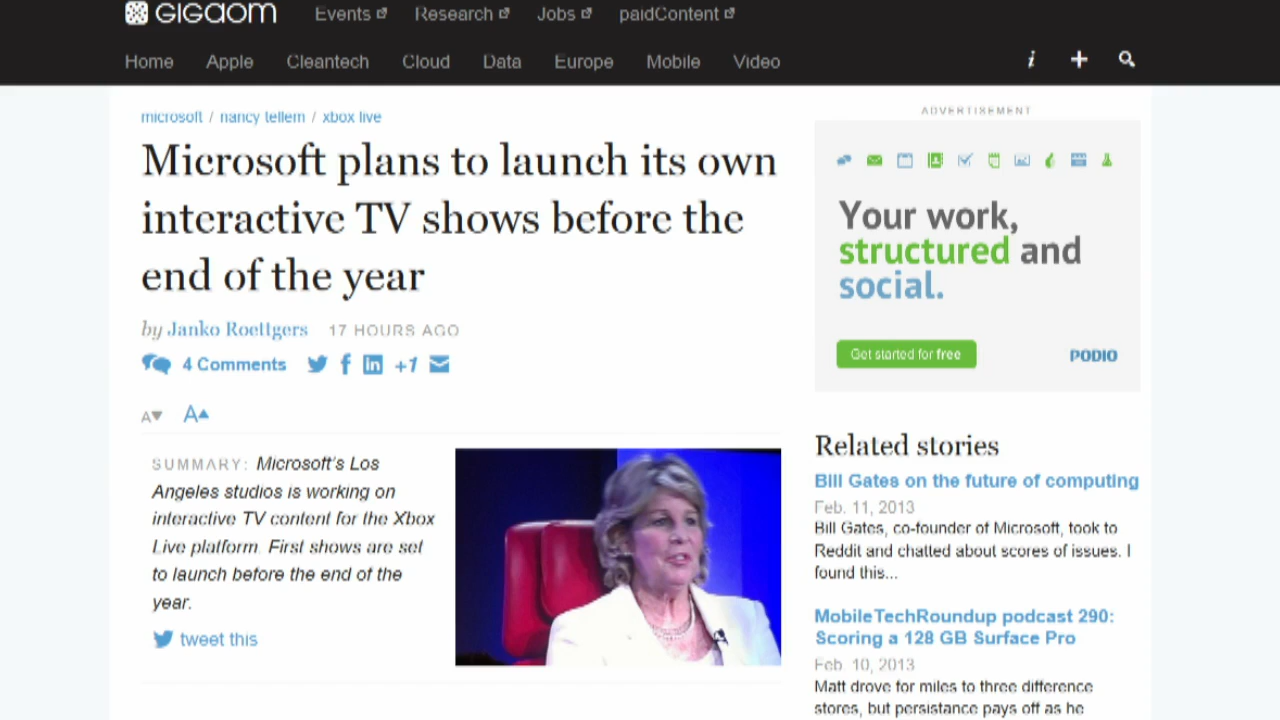 GIGAOM
Events Research Jobs paidContent
Home Apple Cleantech Cloud Data Europe Mobile Video
i +
microsoft / nancy tellem / xbox live
Microsoft plans to launch its own
interactive TV shows before the
end of the year
by Janko Roettgers 17 HOURS AGO
4 Comments f in +1
A▼ A▲
SUMMARY: Microsoft's Los
Angeles studios is working on
interactive TV content for the Xbox
Live platform. First shows are set
to launch before the end of the
year.
tweet this
ADVERTISEMENT
Your work,
structured and
social.
Get started for free
PODIO
Related stories
Bill Gates on the future of computing
Feb. 11, 2013
Bill Gates, co-founder of Microsoft, took to
Reddit and chatted about scores of issues. I
found this...
MobileTechRoundup podcast 290:
Scoring a 128 GB Surface Pro
Feb. 10, 2013
Matt drove for miles to three difference
stores, but persistance pays off as he